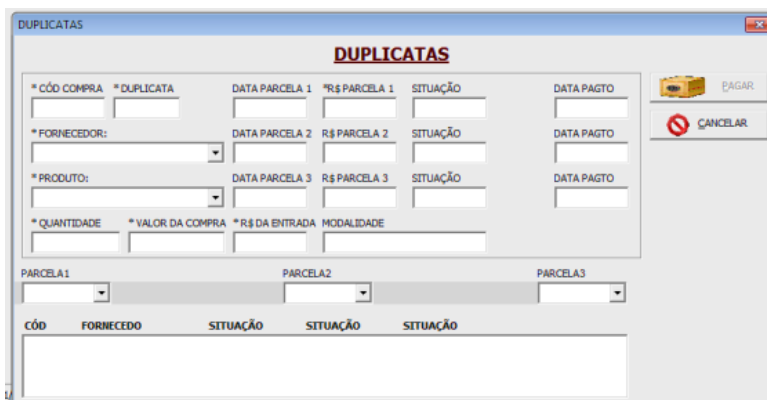 DUPLICATAS
DUPLICATAS
* CÓD COMPRA * DUPLICATA DATA PARCELA 1 *R$ PARCELA 1 SITUAÇÃO DATA PAGTO
PAGAR
* FORNECEDOR: DATA PARCELA 2 R$ PARCELA 2 SITUAÇÃO DATA PAGTO
CANCELAR
* PRODUTO: DATA PARCELA 3 R$ PARCELA 3 SITUAÇÃO DATA PAGTO
* QUANTIDADE * VALOR DA COMPRA * R$ DA ENTRADA MODALIDADE
PARCELA1 PARCELA2 PARCELA3
CÓD FORNECEDO SITUAÇÃO SITUAÇÃO SITUAÇÃO